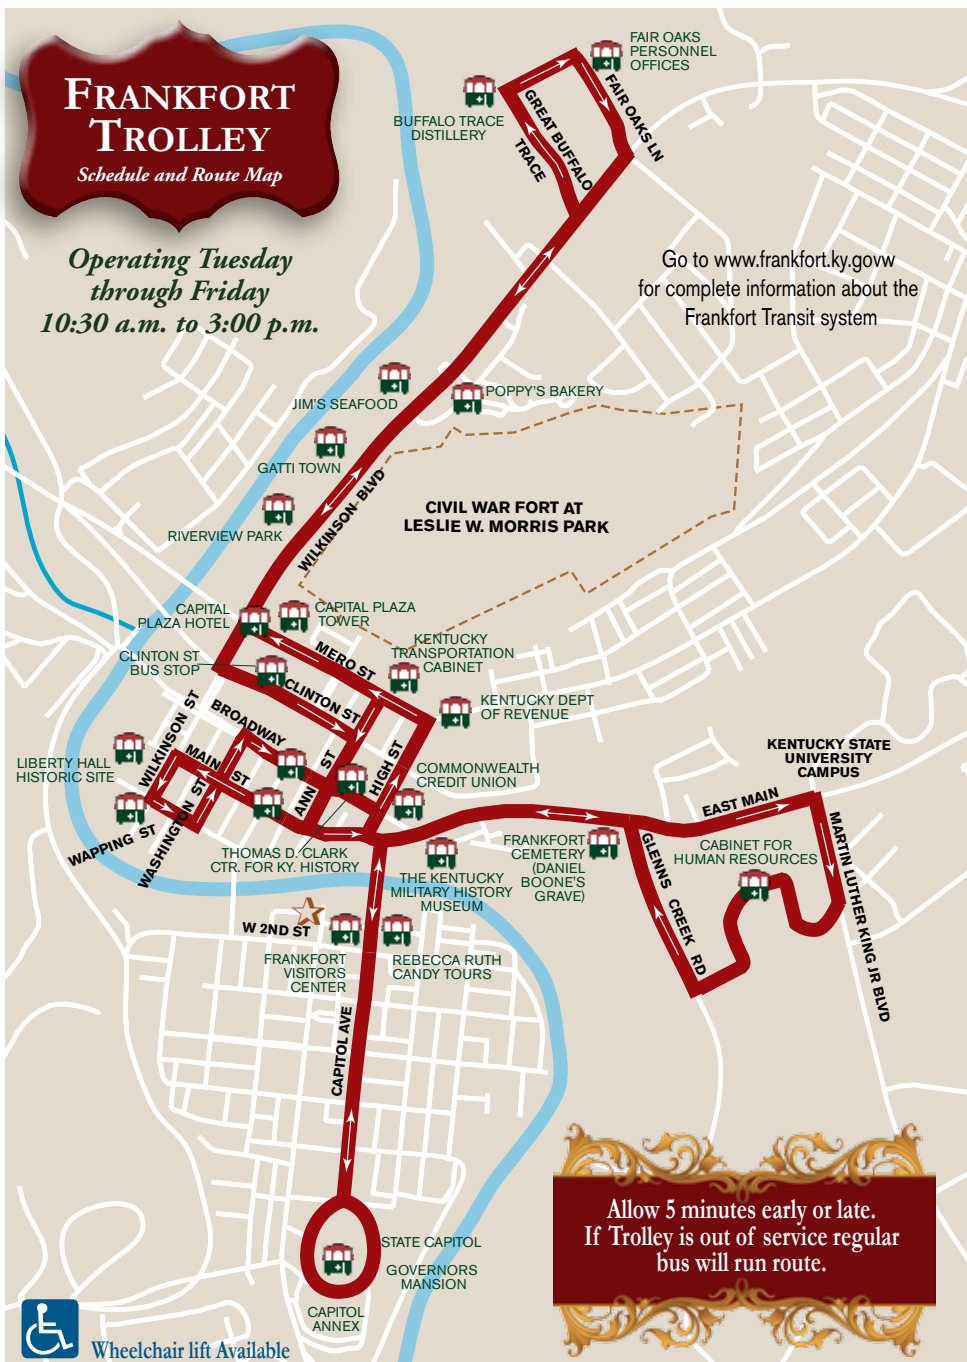 FRANKFORT
TROLLEY
Schedule and Route Map
Operating Tuesday
through Friday
10:30 a.m. to 3:00 p.m.
FAIR OAKS
PERSONNEL
OFFICES
BUFFALO TRACE
DISTILLERY
GREAT BUFFALO
TRACE
FAIR OAKS LN
Go to www.frankfort.ky.govw
for complete information about the
Frankfort Transit system
JIM'S SEAFOOD
POPPY'S BAKERY
GATTI TOWN
WILKINSON BLVD
CIVIL WAR FORT AT
LESLIE W. MORRIS PARK
RIVERVIEW PARK
CAPITAL
PLAZA HOTEL
CAPITAL PLAZA
TOWER
KENTUCKY
TRANSPORTATION
CABINET
MERO ST
CLINTON ST
BUS STOP
CLINTON ST
KENTUCKY DEPT
OF REVENUE
BROADWAY
WILKINSON ST
LIBERTY HALL
HISTORIC SITE
MAIN ST
ANN ST
HIGH ST
COMMONWEALTH
CREDIT UNION
WAPPING ST
WASHINGTON ST
THOMAS D. CLARK
CTR. FOR KY. HISTORY
THE KENTUCKY
MILITARY HISTORY
MUSEUM
FRANKFORT
CEMETERY
(DANIEL
BOONE'S
GRAVE)
KENTUCKY STATE
UNIVERSITY
CAMPUS
EAST MAIN
CABINET FOR
HUMAN RESOURCES
GLENNS CREEK RD
MARTIN LUTHER KING JR BLVD
W 2ND ST
FRANKFORT
VISITORS
CENTER
REBECCA RUTH
CANDY TOURS
CAPITOL AVE
STATE CAPITOL
GOVERNORS
MANSION
CAPITOL
ANNEX
Allow 5 minutes early or late.
If Trolley is out of service regular
bus will run route.
Wheelchair lift Available